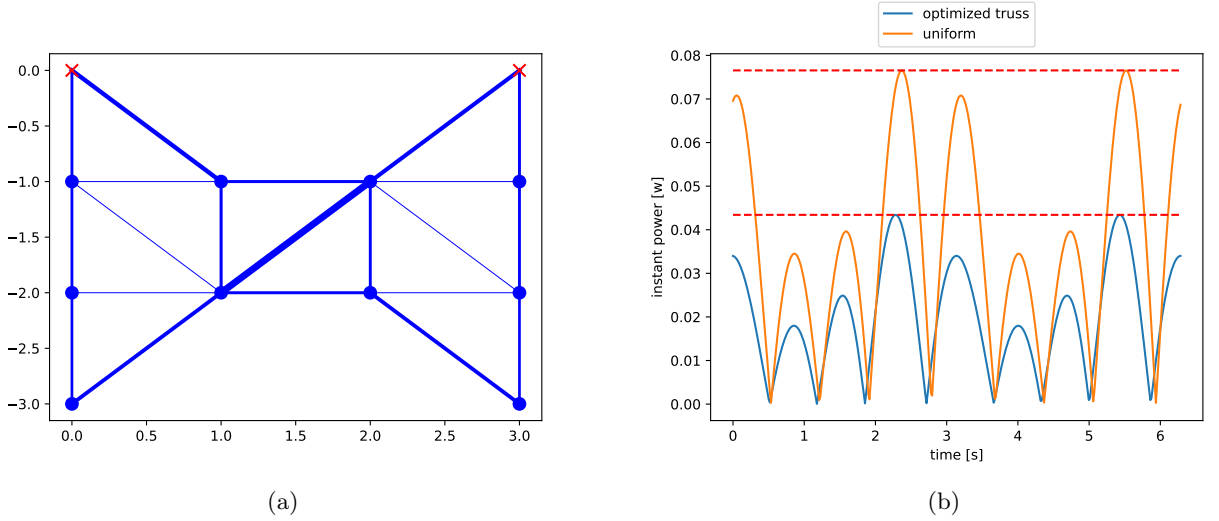 optimized truss
uniform
0.0
−0.5
−1.0
−1.5
−2.0
−2.5
−3.0
0.0 0.5 1.0 1.5 2.0 2.5 3.0
(a)
instant power [w]
0.08
0.07
0.06
0.05
0.04
0.03
0.02
0.01
0.00
0 1 2 3 4 5 6
time [s]
(b)